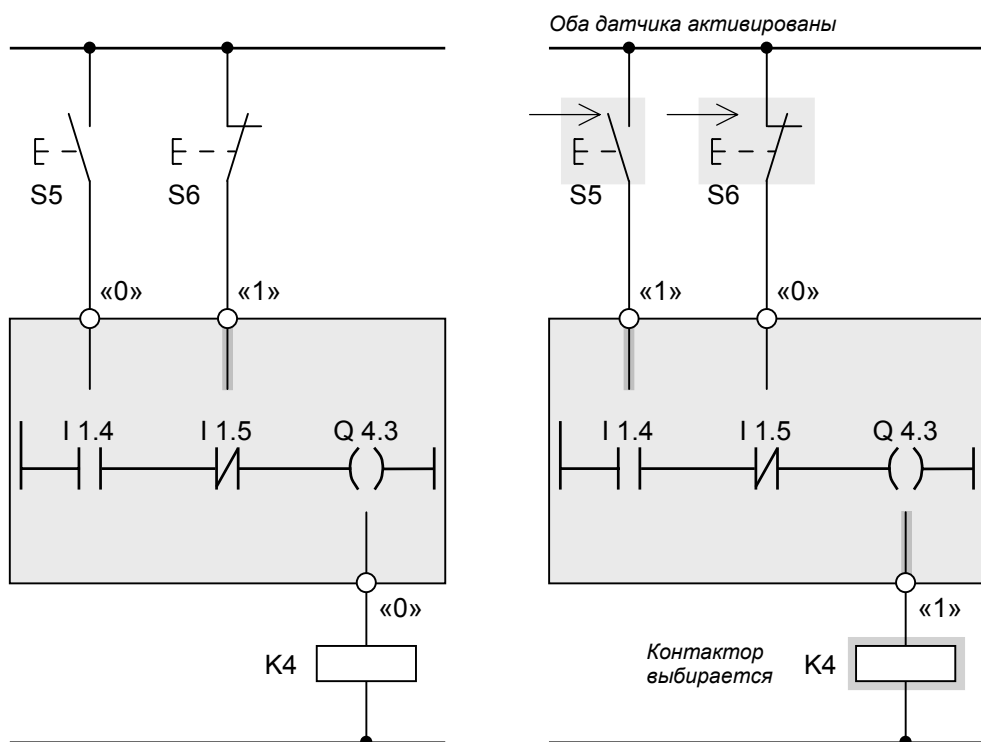 Оба датчика активированы
S5 S6 S5 S6
«0» «1» «1» «0»
I 1.4 I 1.5 Q 4.3 I 1.4 I 1.5 Q 4.3
«0» «1»
K4 Контактор K4
выбирается